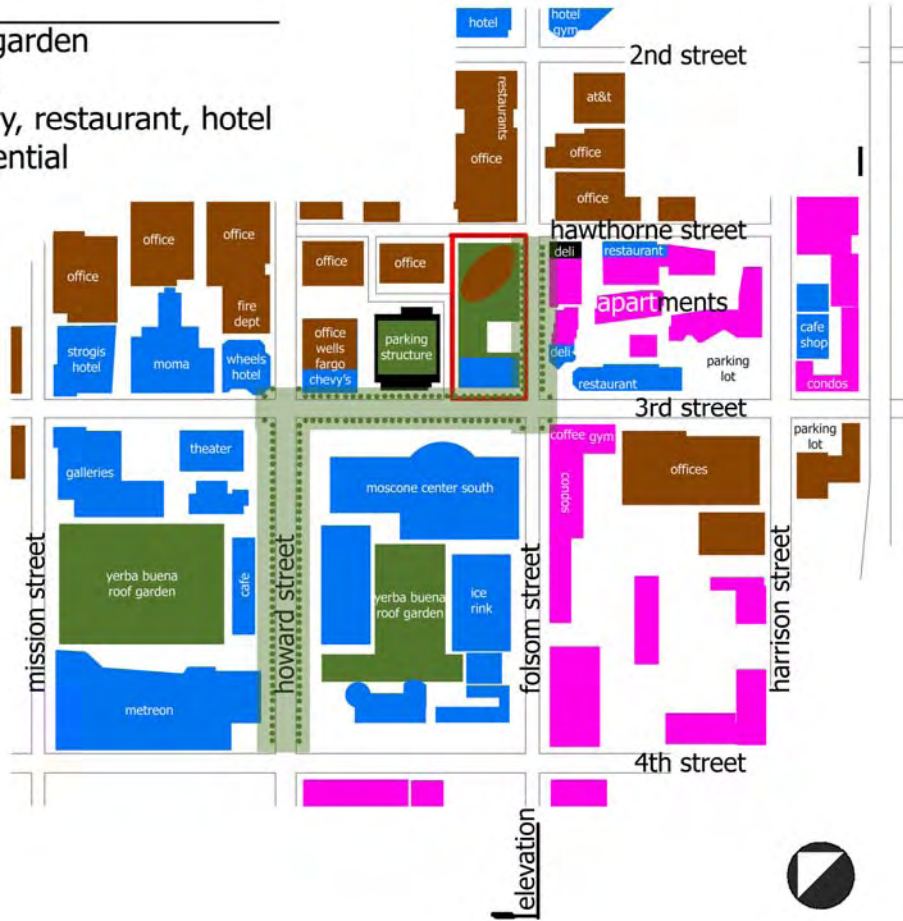 garden
y, restaurant, hotel
ential
hotel
hotel
gym
2nd street
restaurants
office
at&t
office
office
hawthorne street
office
office
office
fire
dept
office
office
deli
restaurant
apartments
strogis
hotel
moma
wheels
hotel
office
wells
fargo
chevy's
parking
structure
deli
restaurant
parking
lot
cafe
shop
condos
3rd street
galleries
theater
moscone center south
coffee gym
condos
offices
parking
lot
mission street
yerba buena
roof garden
cafe
howard street
yerba buena
roof garden
ice
rink
folsom street
harrison street
metreon
4th street
elevation